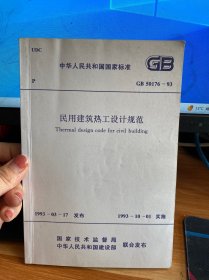 UDC
中华人民共和国国家标准
GB
P
GB 50176-93
民用建筑热工设计规范
Thermal design code for civil building
1993-03-17 发布
1993-10-01 实施
国家技术监督局
中华人民共和国建设部
联合发布